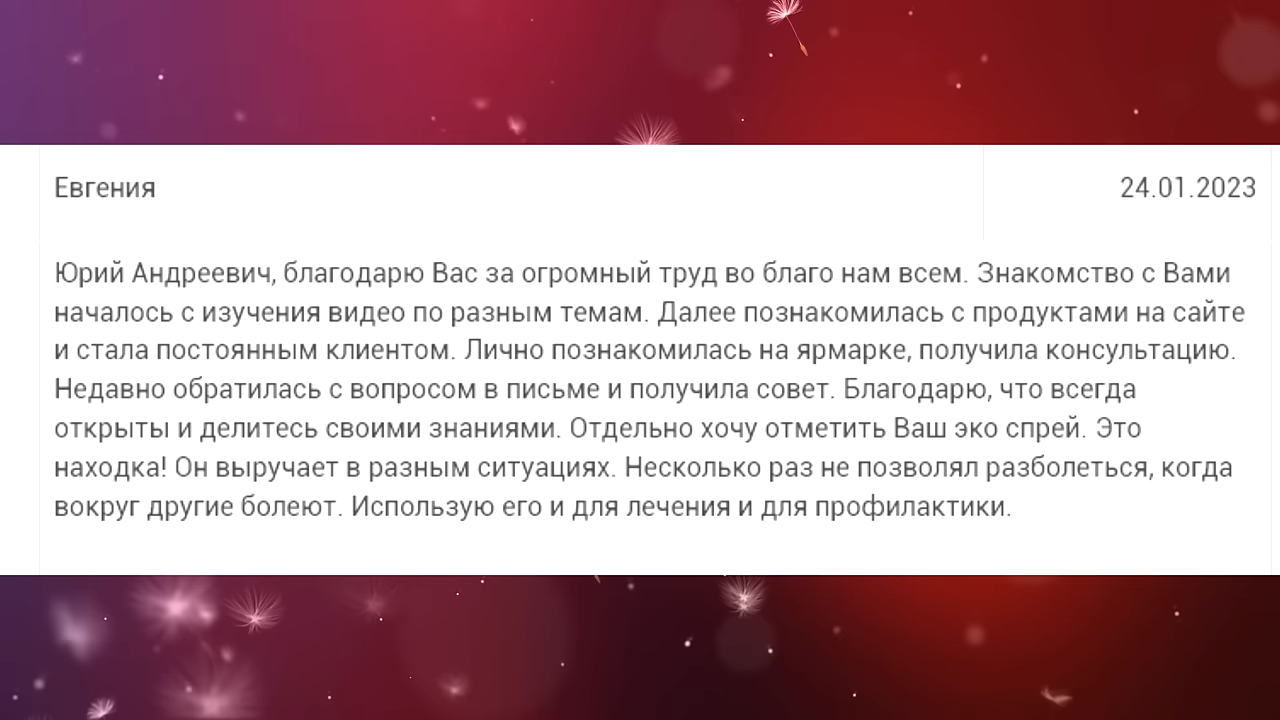 Евгения
24.01.2023
Юрий Андреевич, благодарю Вас за огромный труд во благо нам всем. Знакомство с Вами
началось с изучения видео по разным темам. Далее познакомилась с продуктами на сайте
и стала постоянным клиентом. Лично познакомилась на ярмарке, получила консультацию.
Недавно обратилась с вопросом в письме и получила совет. Благодарю, что всегда
открыты и делитесь своими знаниями. Отдельно хочу отметить Ваш эко спрей. Это
находка! Он выручает в разным ситуациях. Несколько раз не позволял разболеться, когда
вокруг другие болеют. Использую его и для лечения и для профилактики.